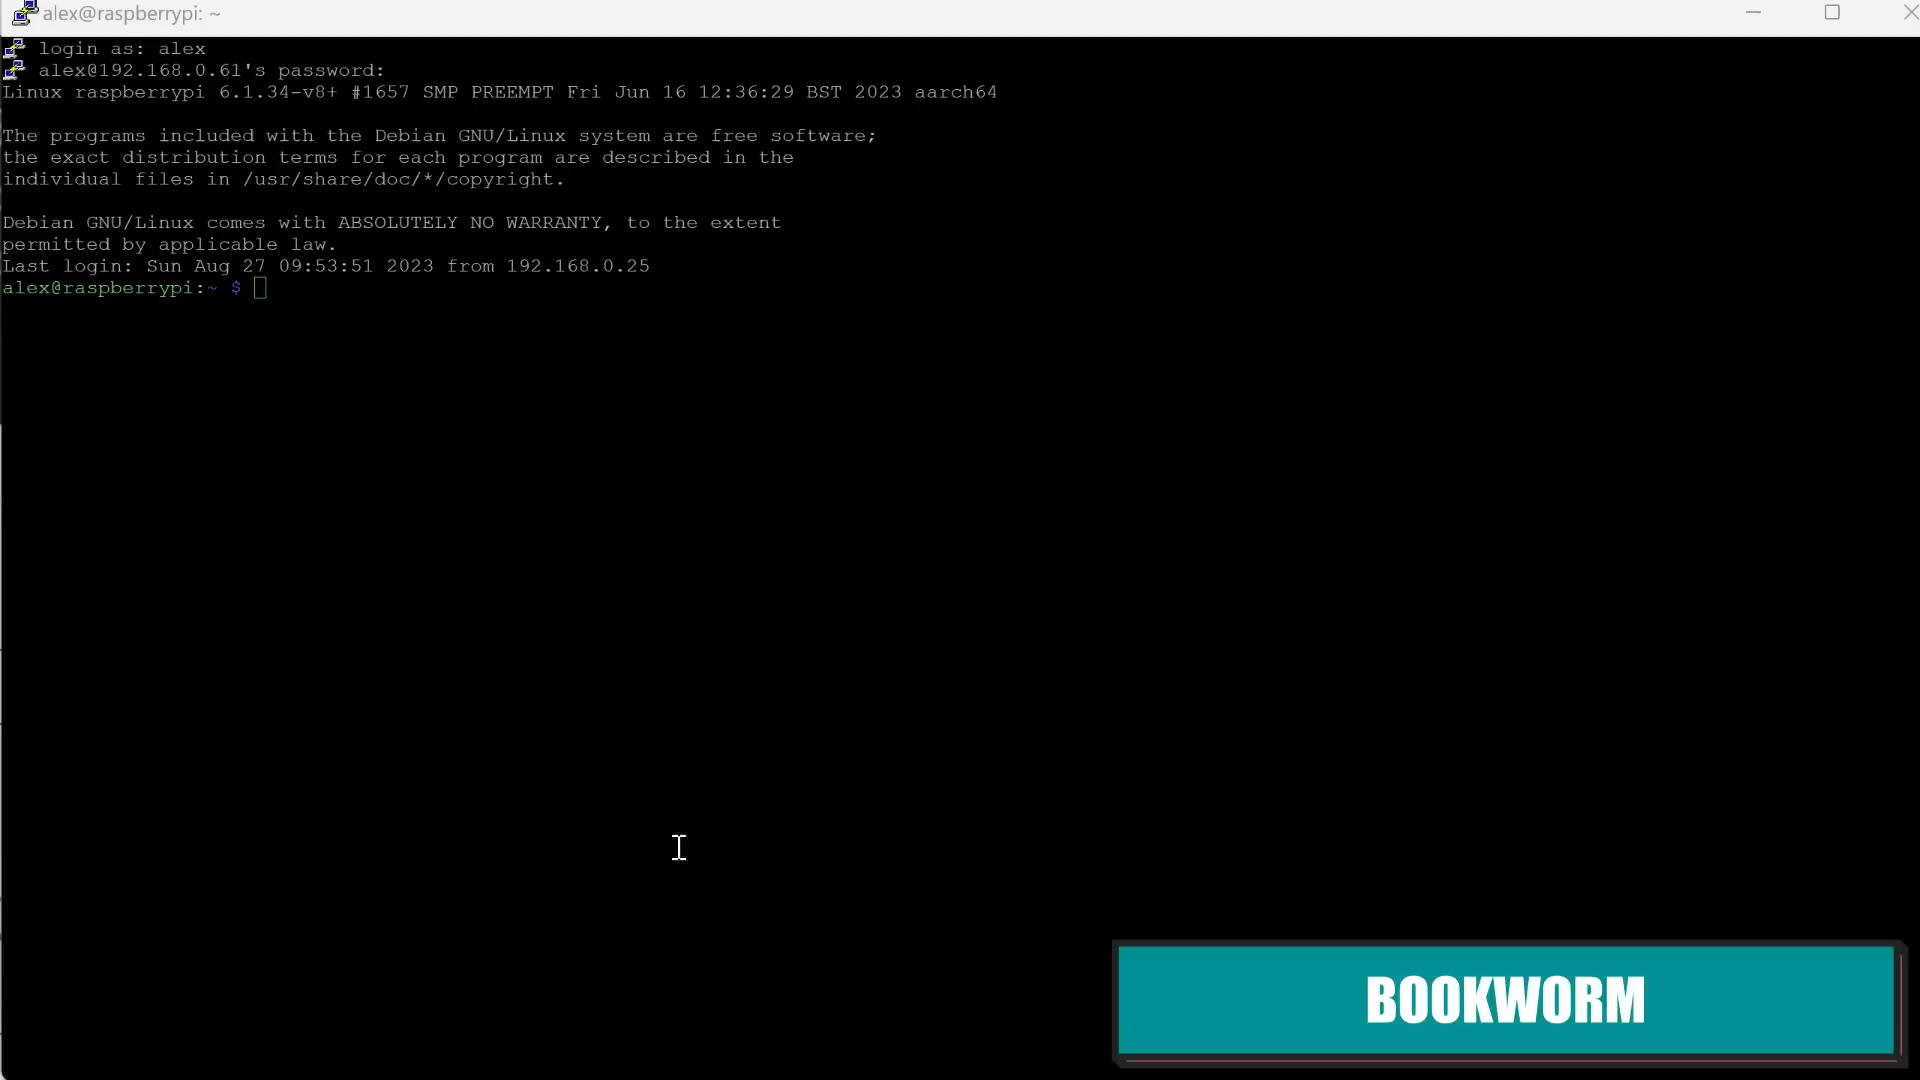 alex@raspberrypi: ~
login as: alex
alex@192.168.0.61's password:
Linux raspberrypi 6.1.34-v8+ #1657 SMP PREEMPT Fri Jun 16 12:36:29 BST 2023 aarch64
The programs included with the Debian GNU/Linux system are free software;
the exact distribution terms for each program are described in the
individual files in /usr/share/doc/*/copyright.
Debian GNU/Linux comes with ABSOLUTELY NO WARRANTY, to the extent
permitted by applicable law.
Last login: Sun Aug 27 09:53:51 2023 from 192.168.0.25
alex@raspberrypi:~ $
BOOKWORM